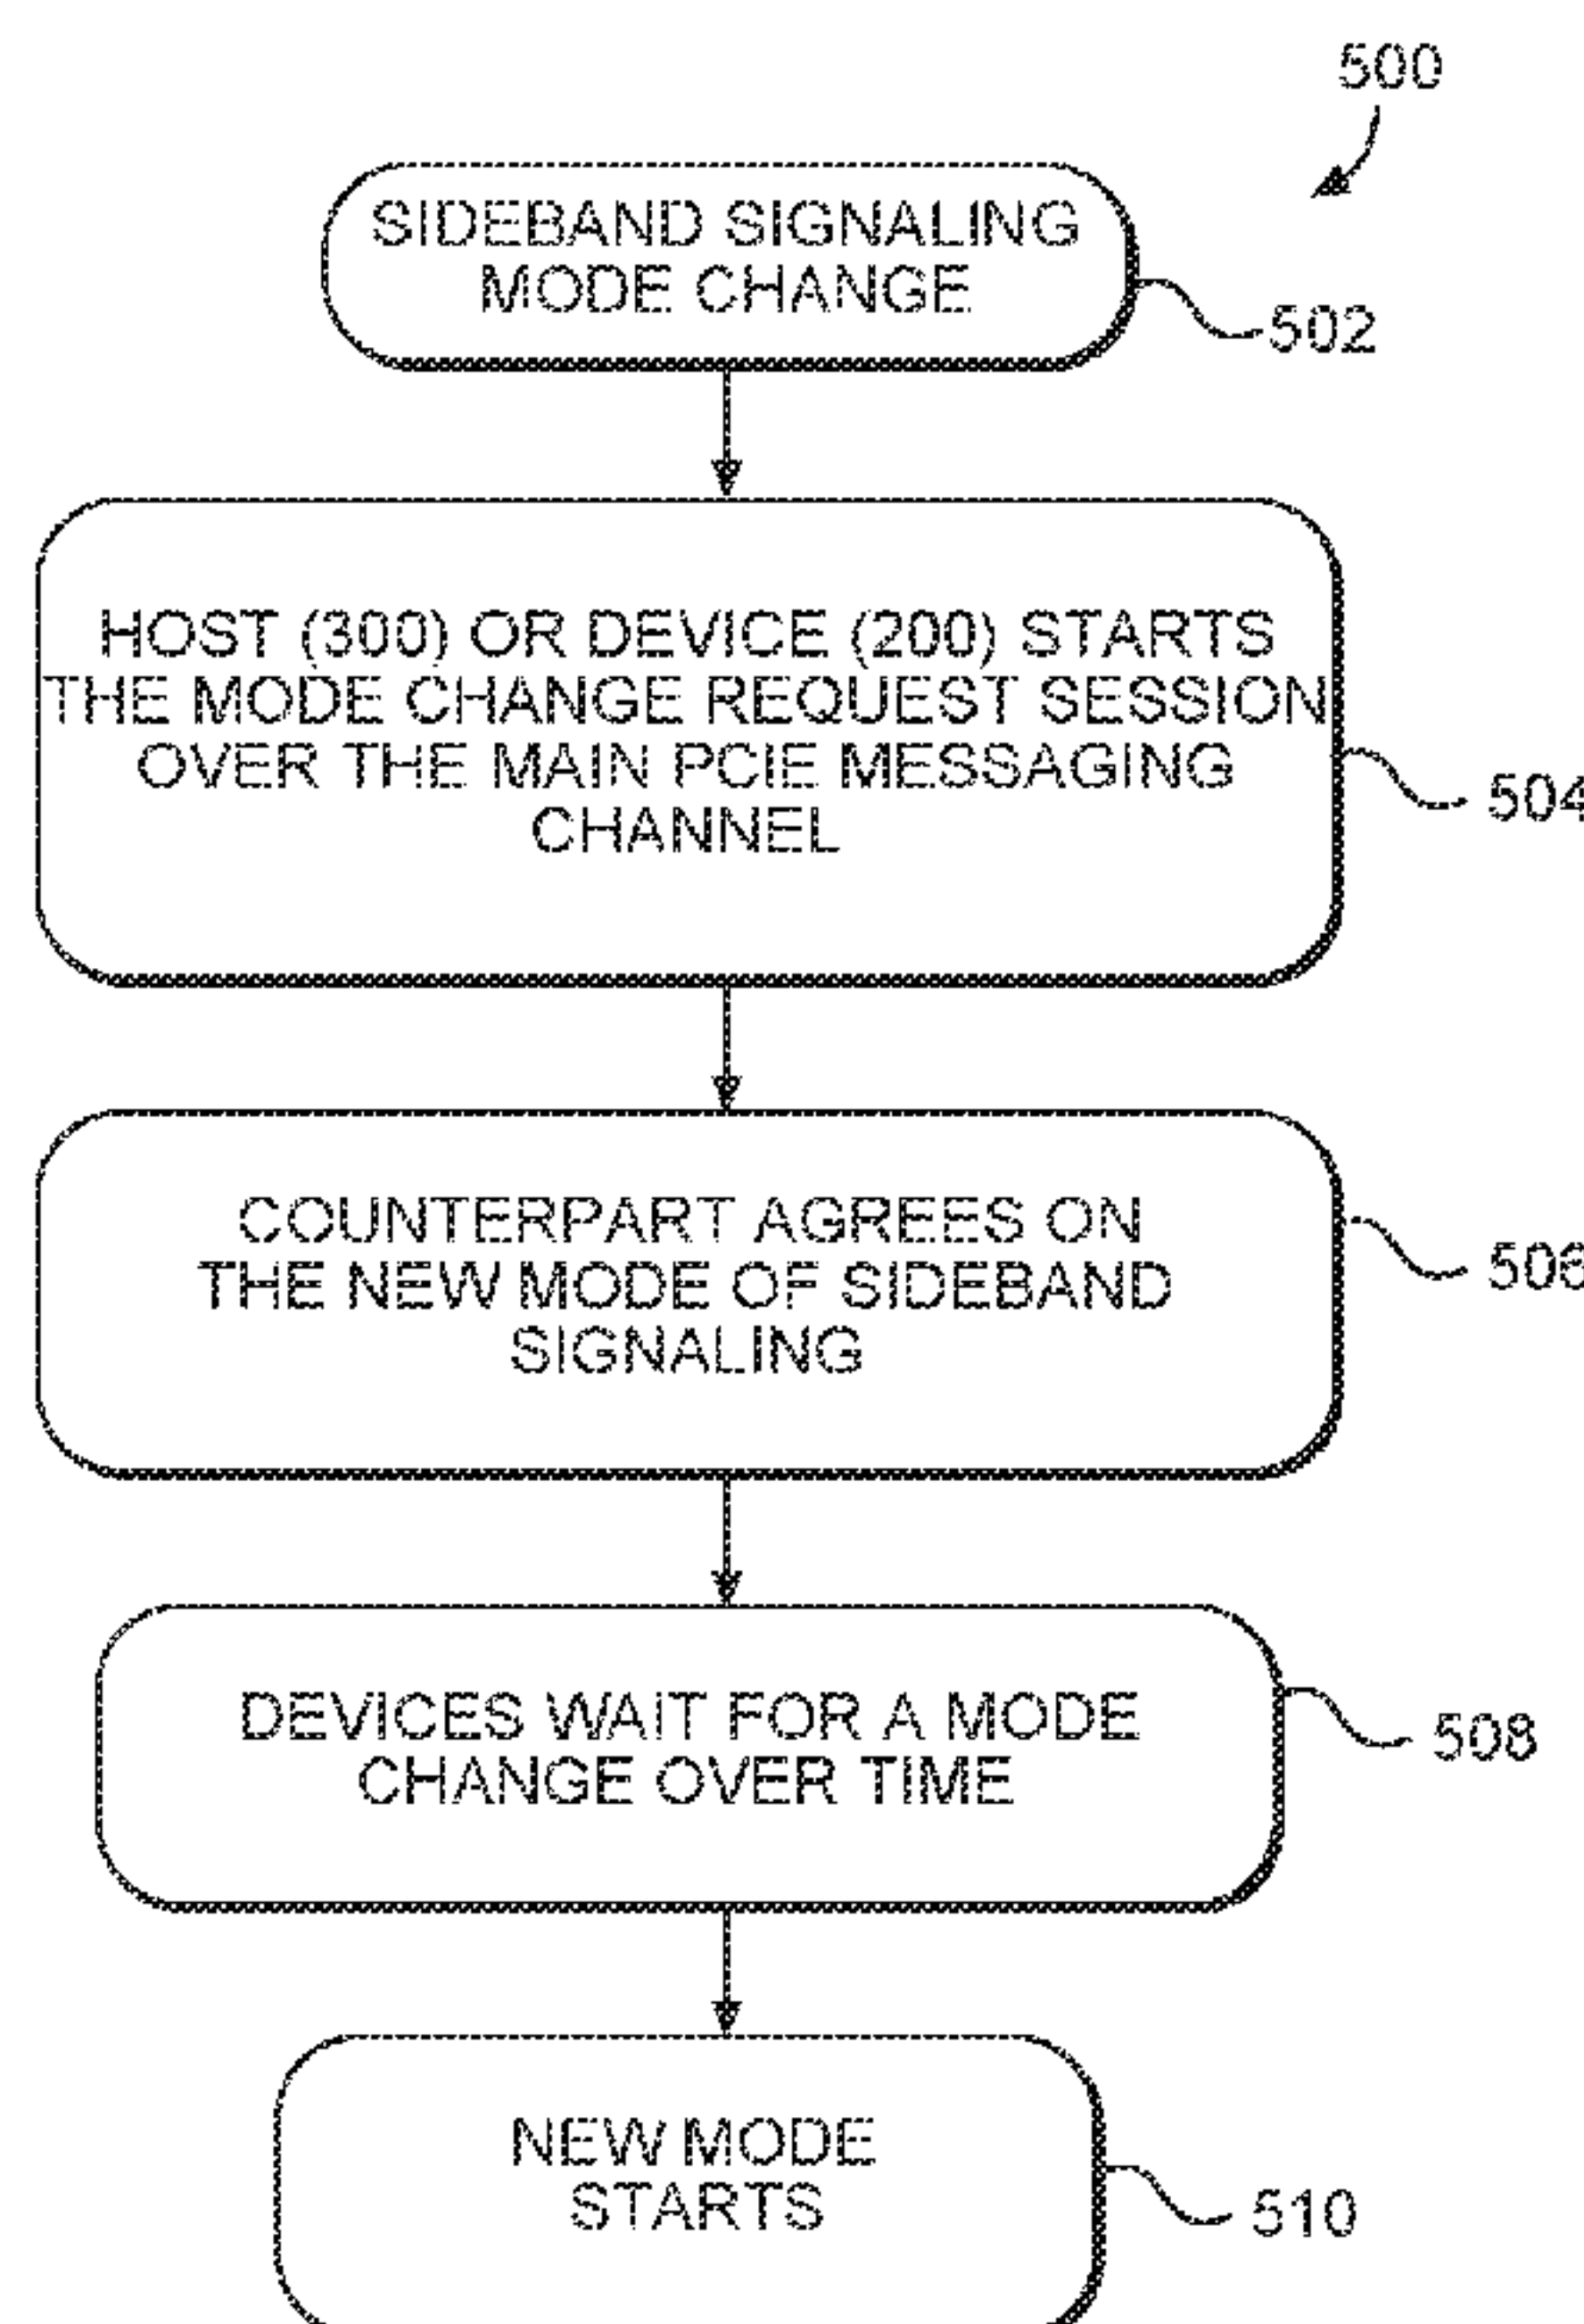 500
SIDEBAND SIGNALING
MODE CHANGE
502
HOST (300) OR DEVICE (200) STARTS
THE MODE CHANGE REQUEST SESSION
OVER THE MAIN PCIE MESSAGING
CHANNEL
504
COUNTERPART AGREES ON
THE NEW MODE OF SIDEBAND
SIGNALING
506
DEVICES WAIT FOR A MODE
CHANGE OVER TIME
508
NEW MODE
STARTS
510